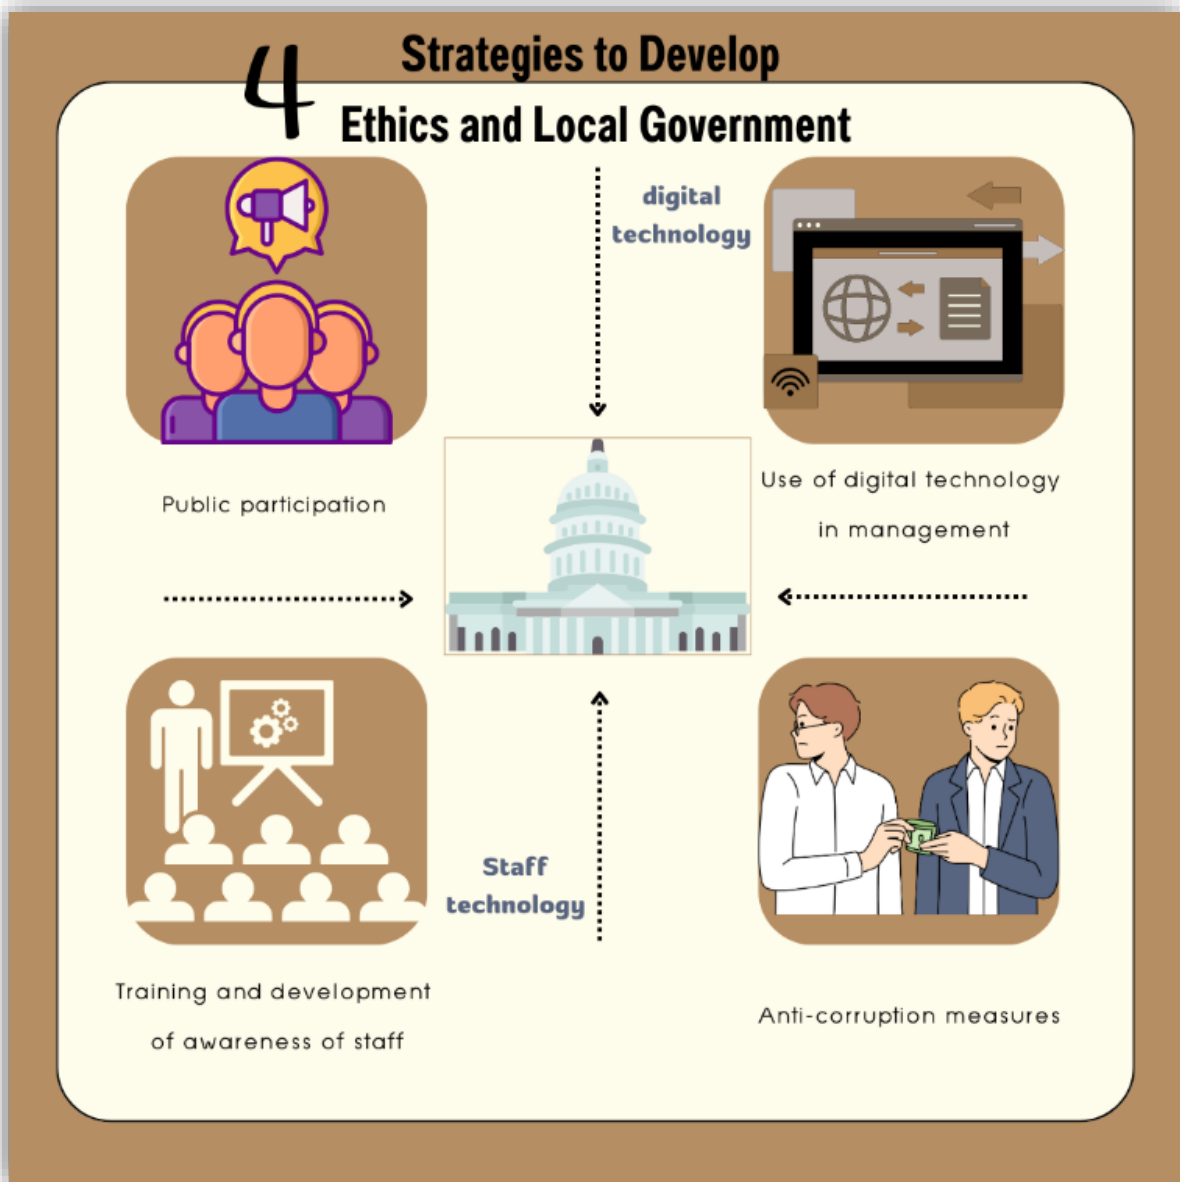 4
Strategies to Develop
Ethics and Local Government
digital
technology
Public participation
Use of digital technology
in management
Staff
technology
Training and development
of awareness of staff
Anti-corruption measures